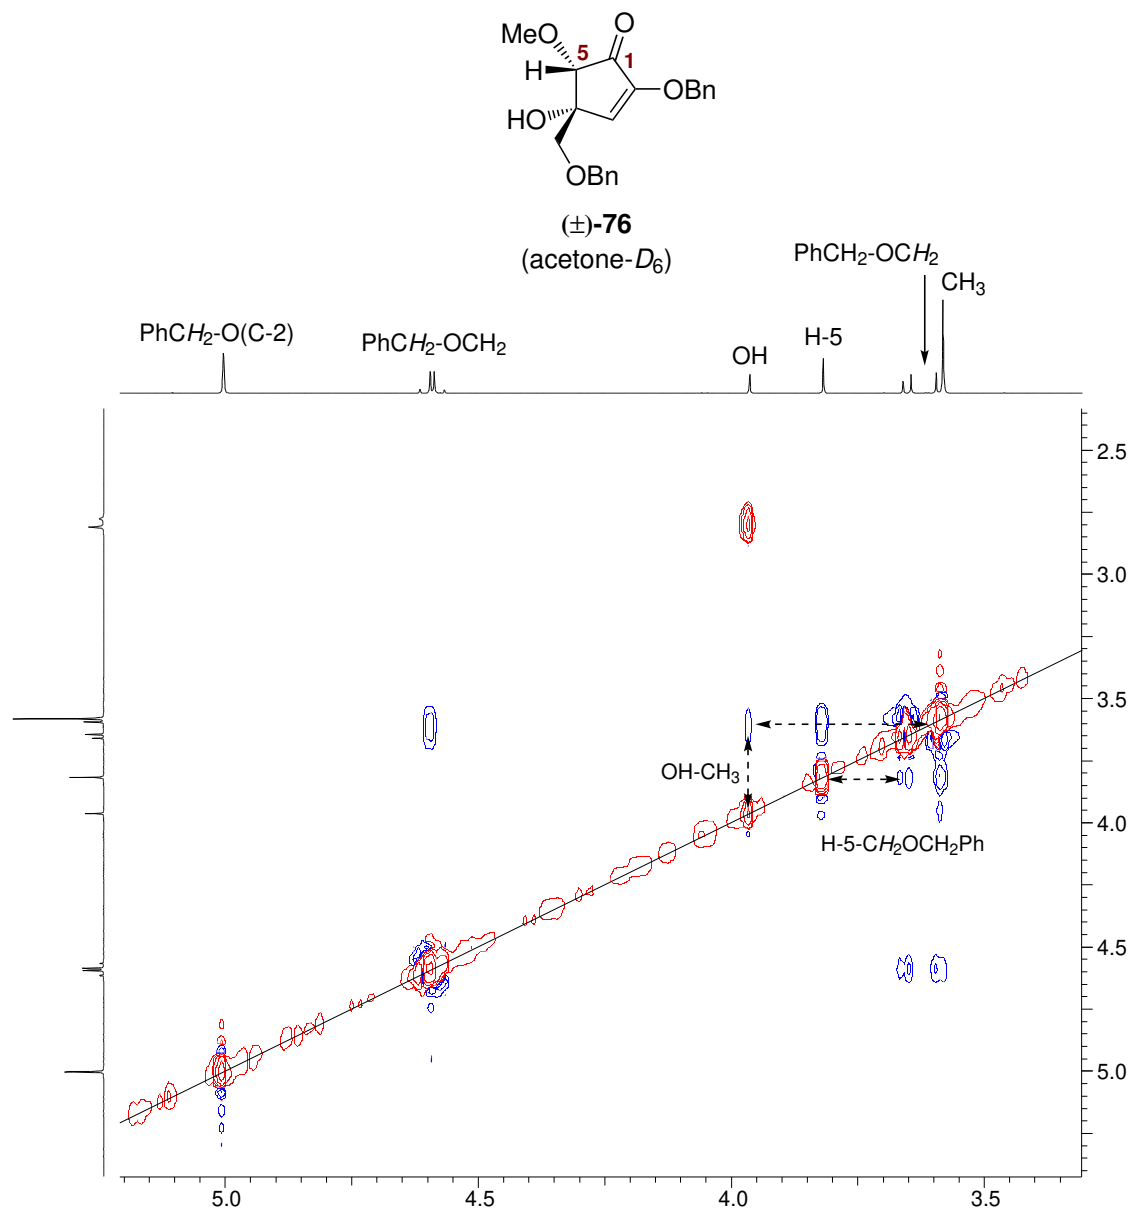 MeO
O
5
1
H
OBn
HO
OBn
(±)-76
(acetone-D6)
PhCH2-OCH2
CH3
PhCH2-O(C-2)
PhCH2-OCH2
OH
H-5
2.5
3.0
3.5
OH-CH3
4.0
H-5-CH2OCH2Ph
4.5
5.0
5.0
4.5
4.0
3.5